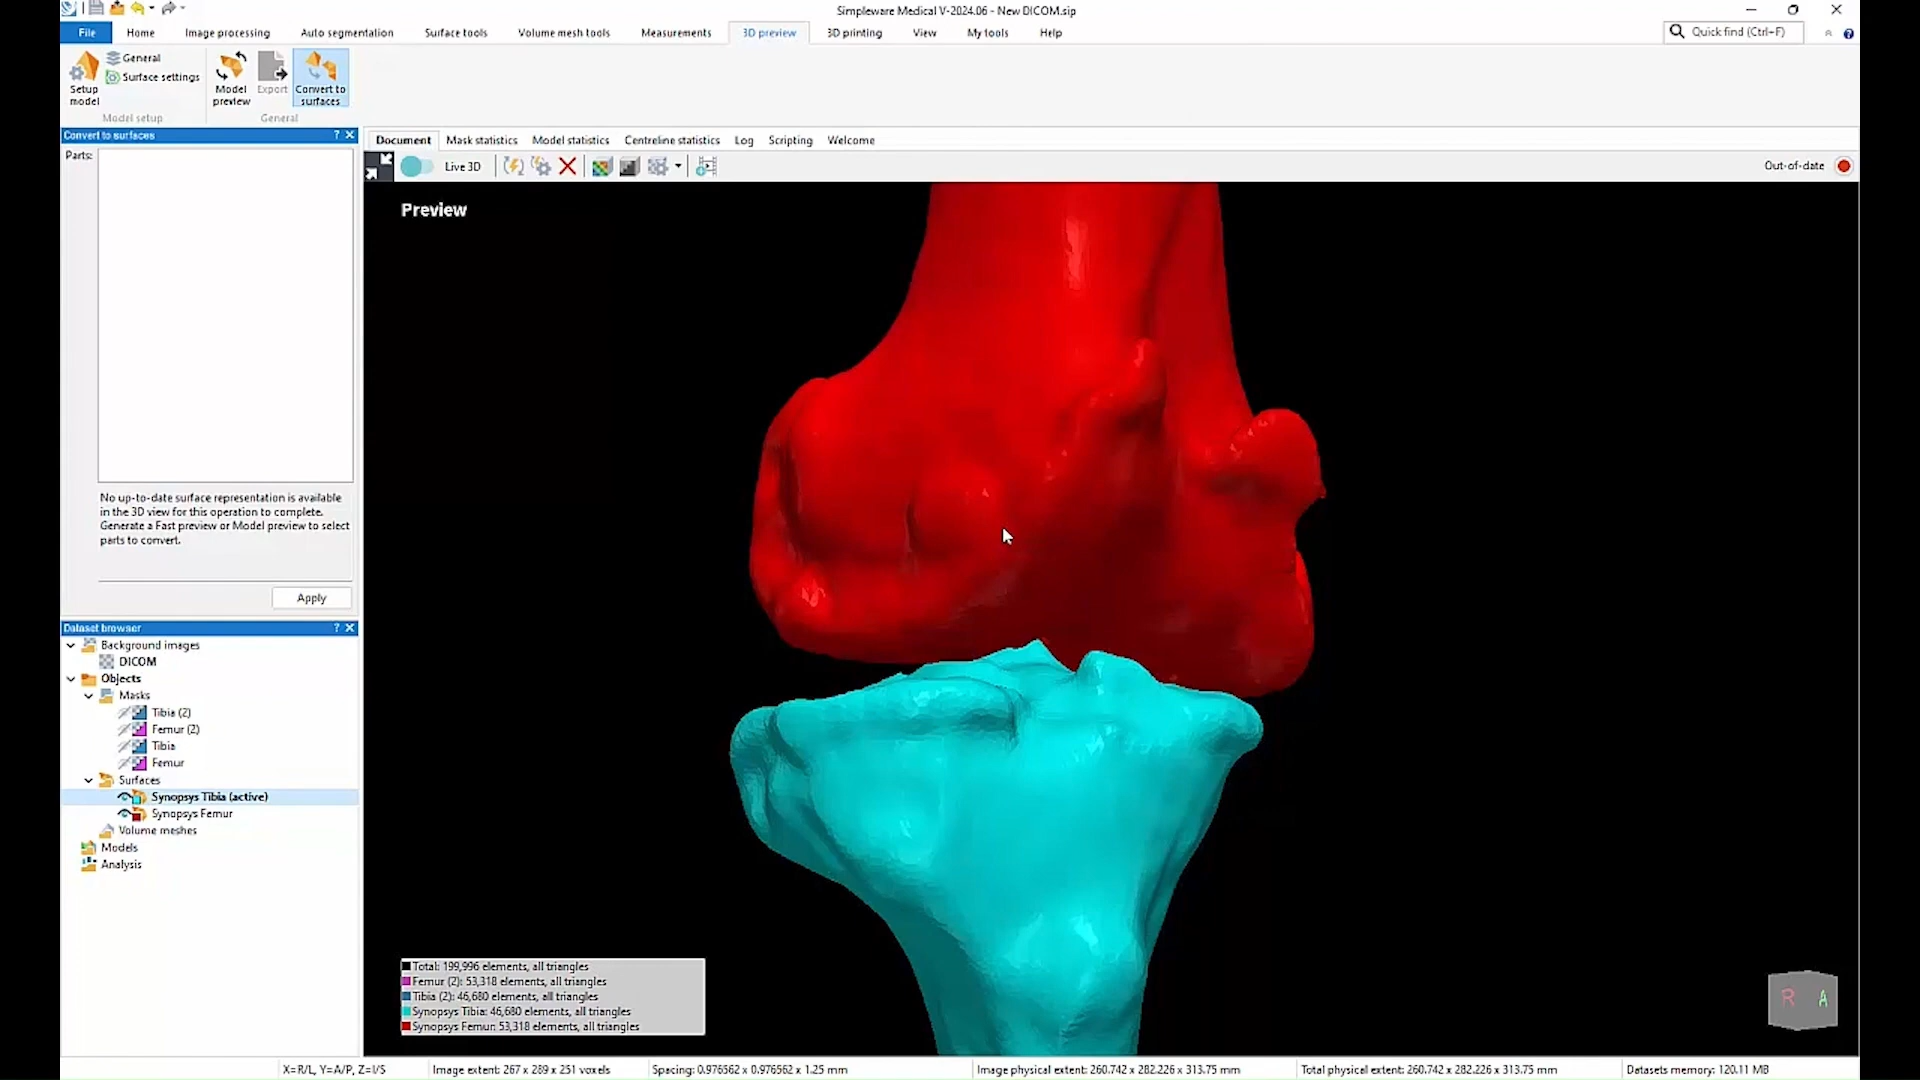 Simpleware Medical V-2024.06 - New DICOM.sip
File Home Image processing Auto segmentation Surface tools Volume mesh tools Measurements 3D preview 3D printing View My tools Help Quick find (Ctrl+F)
Setup model
General
Surface settings
Model preview
Export
Convert to surfaces
Model setup
General
Convert to surfaces ?
Parts:
No up-to-date surface representation is available
in the 3D view for this operation to complete.
Generate a Fast preview or Model preview to select
parts to convert.
Apply
Document Mask statistics Model statistics Centreline statistics Log Scripting Welcome
Live 3D
Out-of-date
Preview
Dataset browser ?
Background images
DICOM
Objects
Masks
Tibia (2)
Femur (2)
Tibia
Femur
Surfaces
Synopsys Tibia (active)
Synopsys Femur
Volume meshes
Models
Analysis
Total: 199,996 elements, all triangles
Femur (2): 53,318 elements, all triangles
Tibia (2): 46,680 elements, all triangles
Synopsys Tibia: 46,680 elements, all triangles
Synopsys Femur: 53,318 elements, all triangles
R A
X=R/L, Y=A/P, Z=I/S Image extent: 267 x 289 x 251 voxels Spacing: 0.976562 x 0.976562 x 1.25 mm Image physical extent: 260.742 x 282.226 x 313.75 mm Total physical extent: 260.742 x 282.226 x 313.75 mm Datasets memory: 120.11 MB